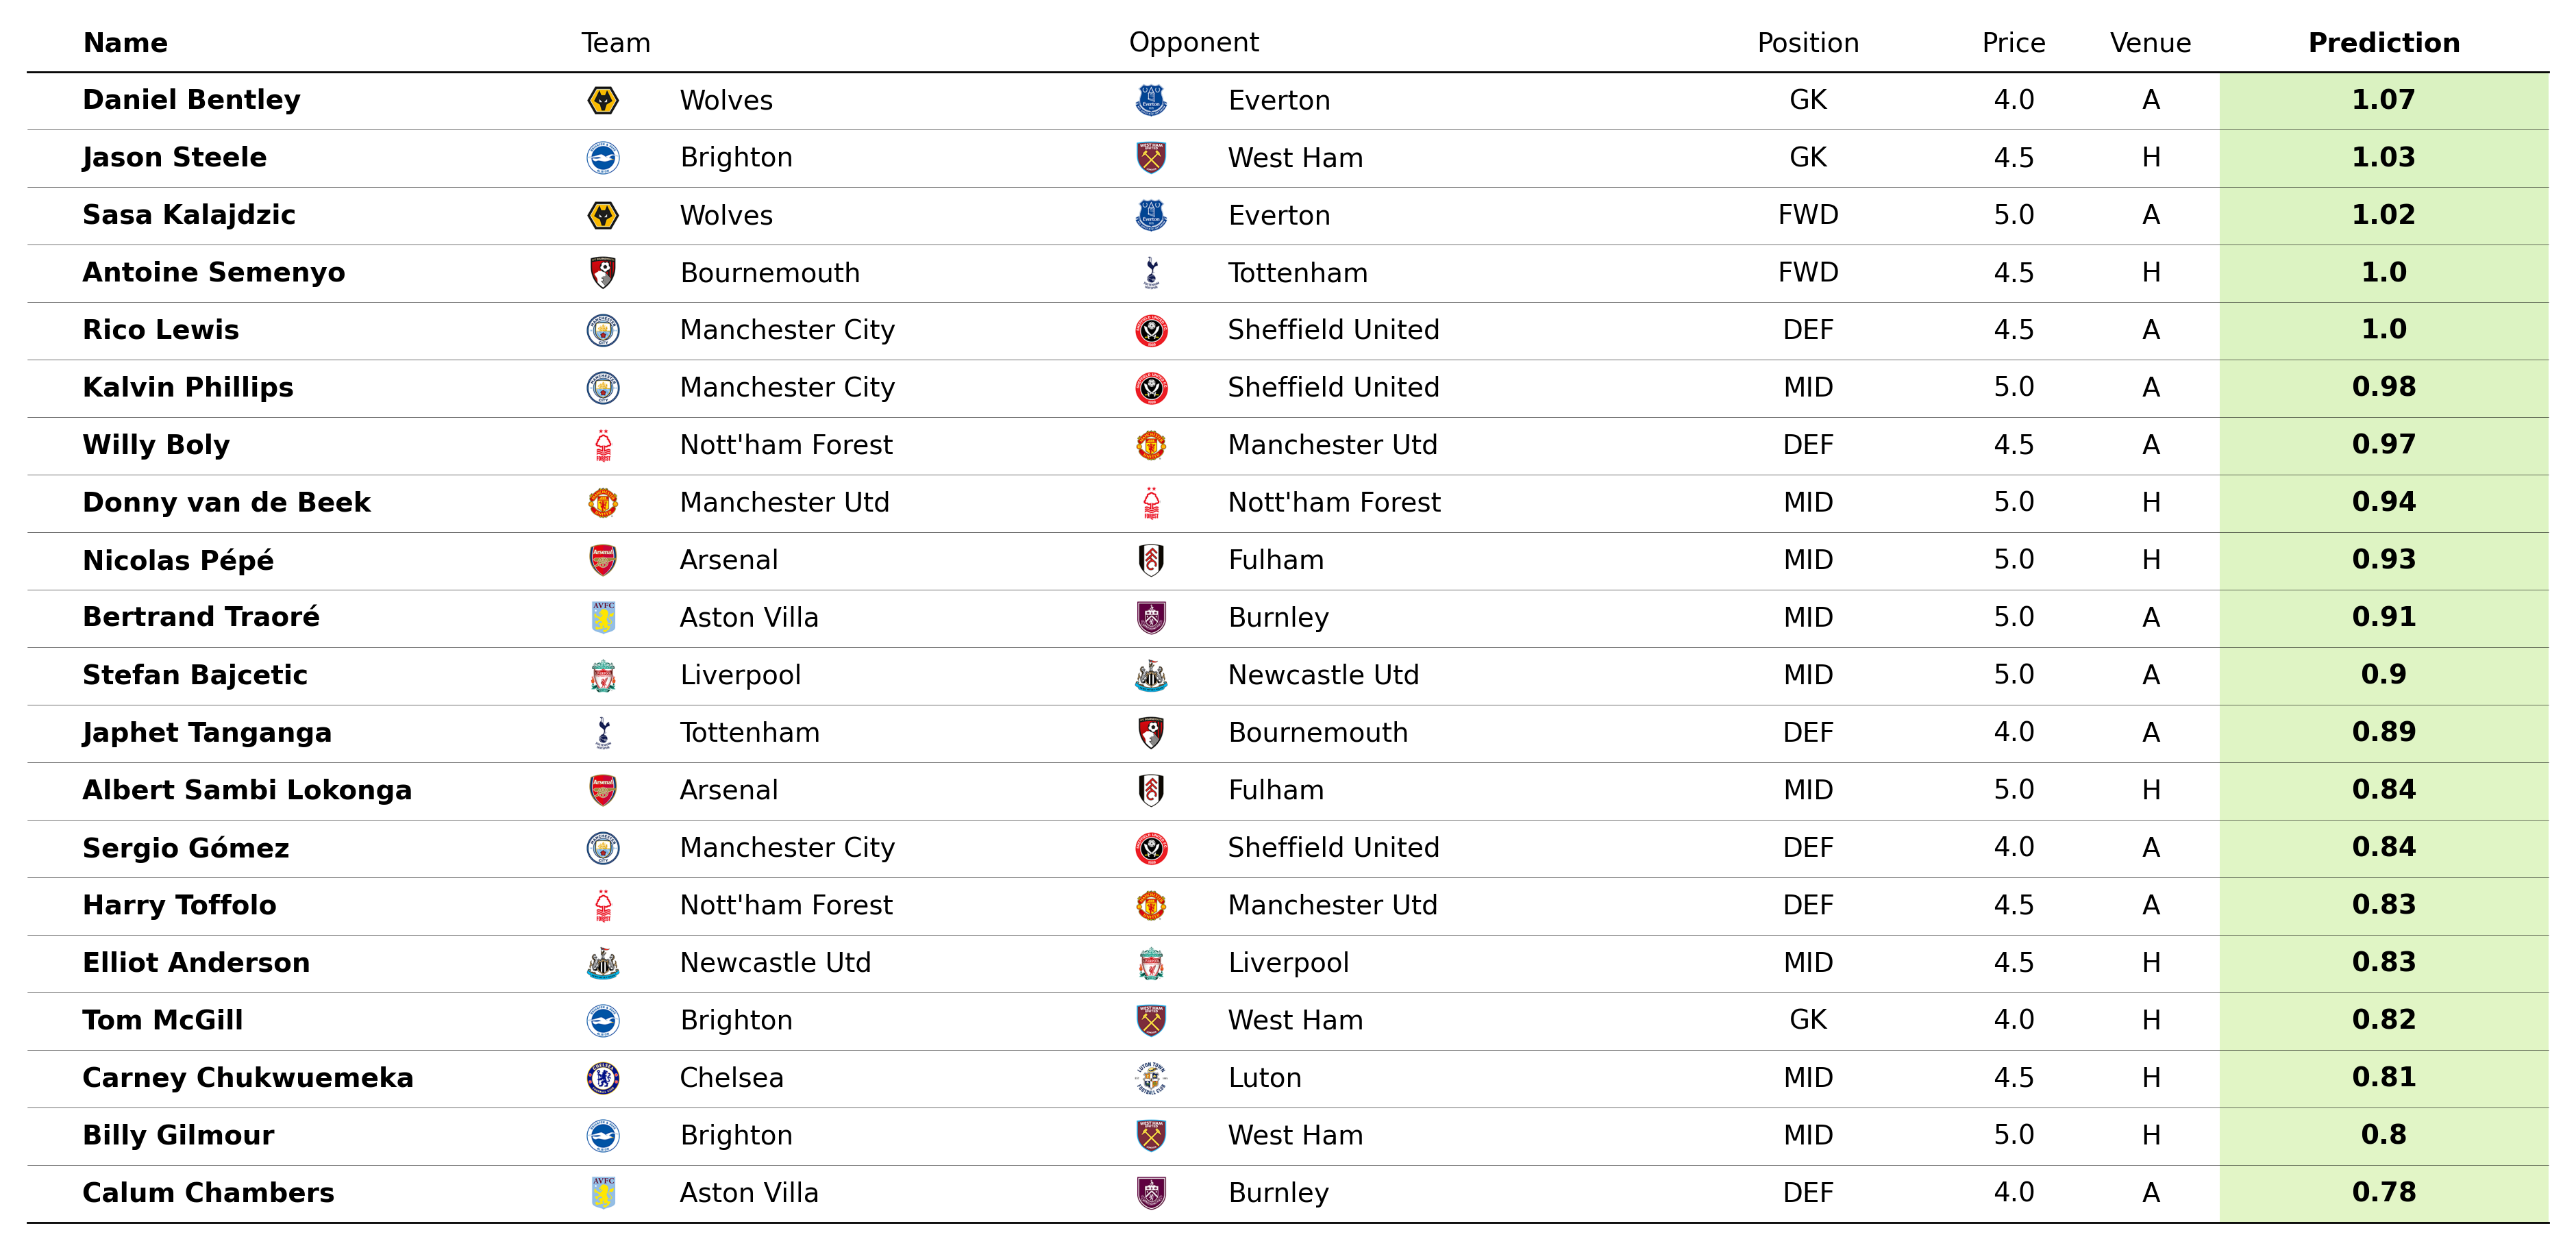 Name Team Opponent Position Price Venue Prediction
Daniel Bentley Wolves Everton GK 4.0 A 1.07
Jason Steele Brighton West Ham GK 4.5 H 1.03
Sasa Kalajdzic Wolves Everton FWD 5.0 A 1.02
Antoine Semenyo Bournemouth Tottenham FWD 4.5 H 1.0
Rico Lewis Manchester City Sheffield United DEF 4.5 A 1.0
Kalvin Phillips Manchester City Sheffield United MID 5.0 A 0.98
Willy Boly Nott'ham Forest Manchester Utd DEF 4.5 A 0.97
Donny van de Beek Manchester Utd Nott'ham Forest MID 5.0 H 0.94
Nicolas Pépé Arsenal Fulham MID 5.0 H 0.93
Bertrand Traoré Aston Villa Burnley MID 5.0 A 0.91
Stefan Bajcetic Liverpool Newcastle Utd MID 5.0 A 0.9
Japhet Tanganga Tottenham Bournemouth DEF 4.0 A 0.89
Albert Sambi Lokonga Arsenal Fulham MID 5.0 H 0.84
Sergio Gómez Manchester City Sheffield United DEF 4.0 A 0.84
Harry Toffolo Nott'ham Forest Manchester Utd DEF 4.5 A 0.83
Elliot Anderson Newcastle Utd Liverpool MID 4.5 H 0.83
Tom McGill Brighton West Ham GK 4.0 H 0.82
Carney Chukwuemeka Chelsea Luton MID 4.5 H 0.81
Billy Gilmour Brighton West Ham MID 5.0 H 0.8
Calum Chambers Aston Villa Burnley DEF 4.0 A 0.78